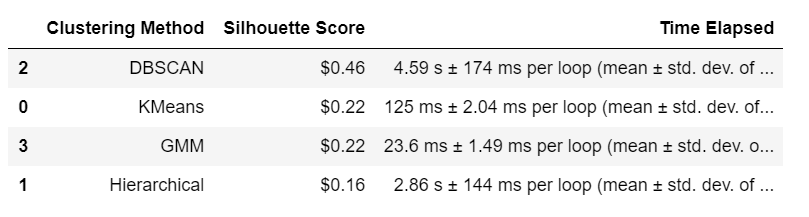 Clustering Method Silhouette Score Time Elapsed
2 DBSCAN $0.46 4.59 s ± 174 ms per loop (mean ± std. dev. of ...
0 KMeans $0.22 125 ms ± 2.04 ms per loop (mean ± std. dev. of...
3 GMM $0.22 23.6 ms ± 1.49 ms per loop (mean ± std. dev. o...
1 Hierarchical $0.16 2.86 s ± 144 ms per loop (mean ± std. dev. of ...